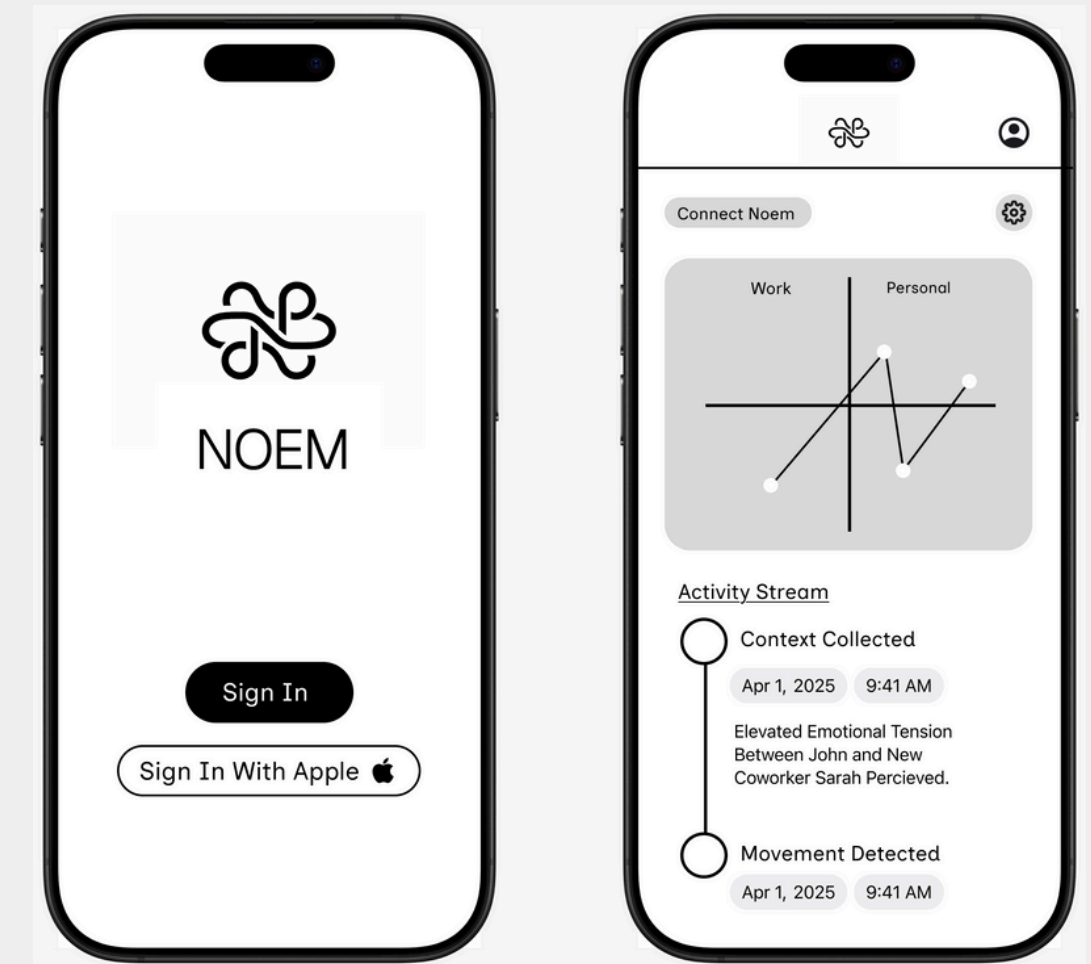 NOEM
Sign In
Sign In With Apple
Connect Noem
Work
Personal
Activity Stream
Context Collected
Apr 1, 2025
9:41 AM
Elevated Emotional Tension
Between John and New
Coworker Sarah Percieved.
Movement Detected
Apr 1, 2025
9:41 AM